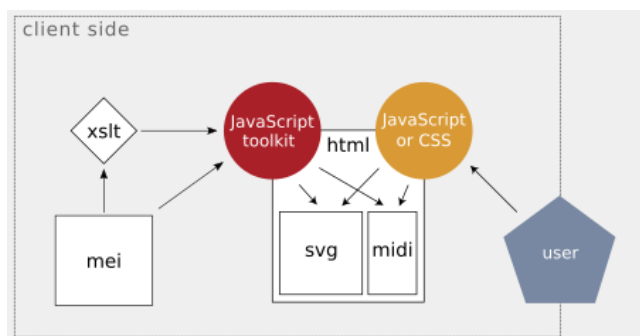 client side
xslt
JavaScript
toolkit
html
JavaScript
or CSS
mei
svg
midi
user